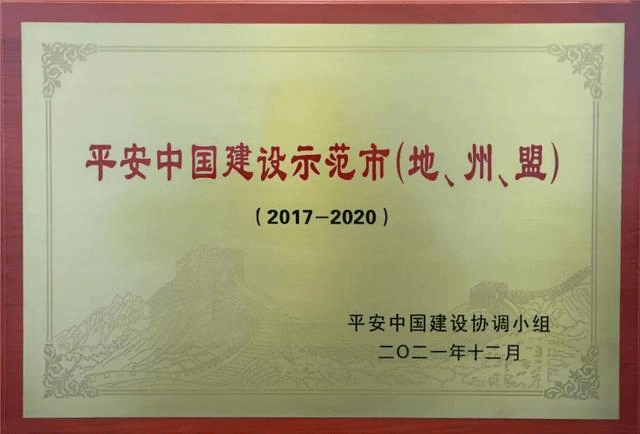 平安中国建设示范市(地、州、盟)
(2017-2020)
平安中国建设协调小组
二〇二一年十二月